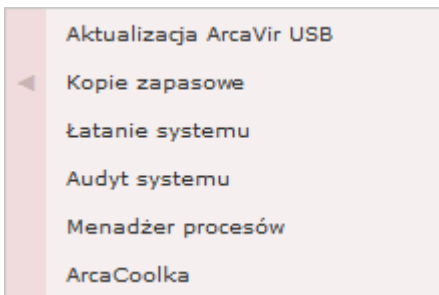 Aktualizacja ArcaVir USB
Kopie zapasowe
Łatanie systemu
Audyt systemu
Menadżer procesów
ArcaCoolka